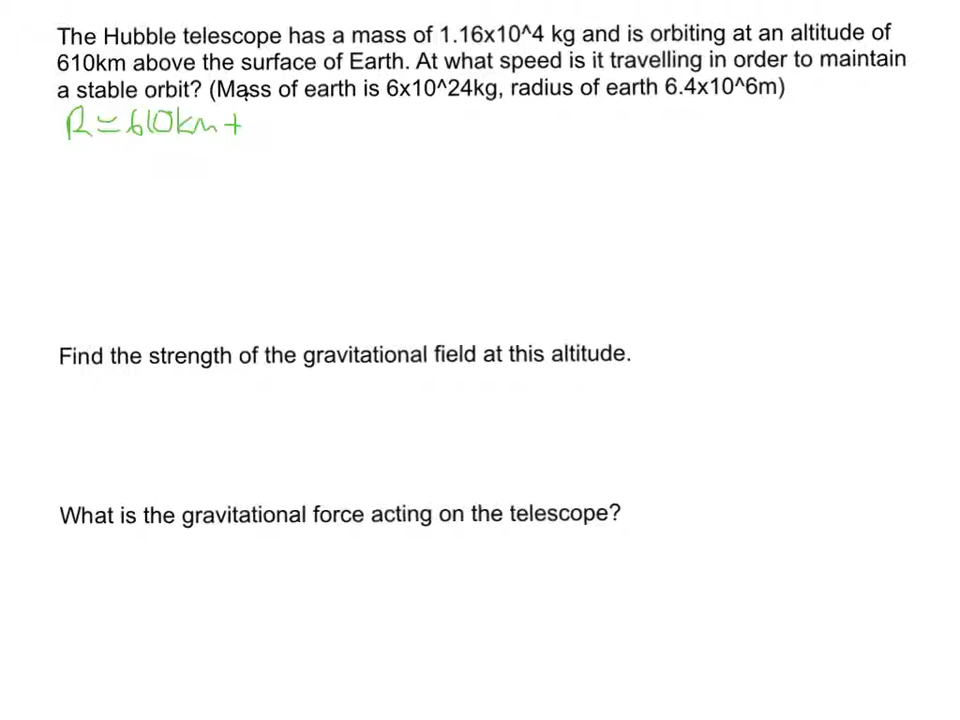 The Hubble telescope has a mass of 1.16x10^4 kg and is orbiting at an altitude of
610km above the surface of Earth. At what speed is it travelling in order to maintain
a stable orbit? (Mass of earth is 6x10^24kg, radius of earth 6.4x10^6m)
R=610km+
Find the strength of the gravitational field at this altitude.
What is the gravitational force acting on the telescope?